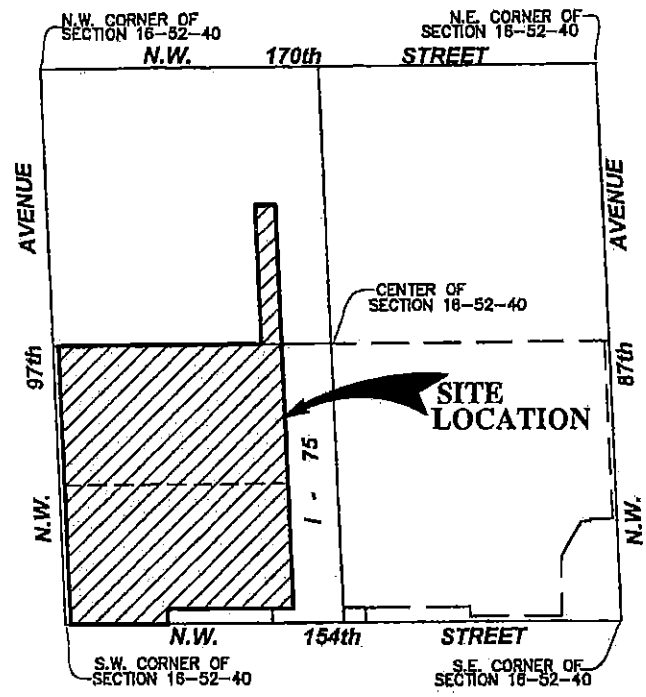 N.W. CORNER OF
SECTION 16-52-40
N.E. CORNER OF
SECTION 16-52-40
N.W. 170th STREET
AVENUE
AVENUE
CENTER OF
SECTION 16-52-40
97th
87th
SITE
LOCATION
I - 75
N.W.
N.W.
N.W. 154th STREET
S.W. CORNER OF
SECTION 16-52-40
S.E. CORNER OF
SECTION 16-52-40